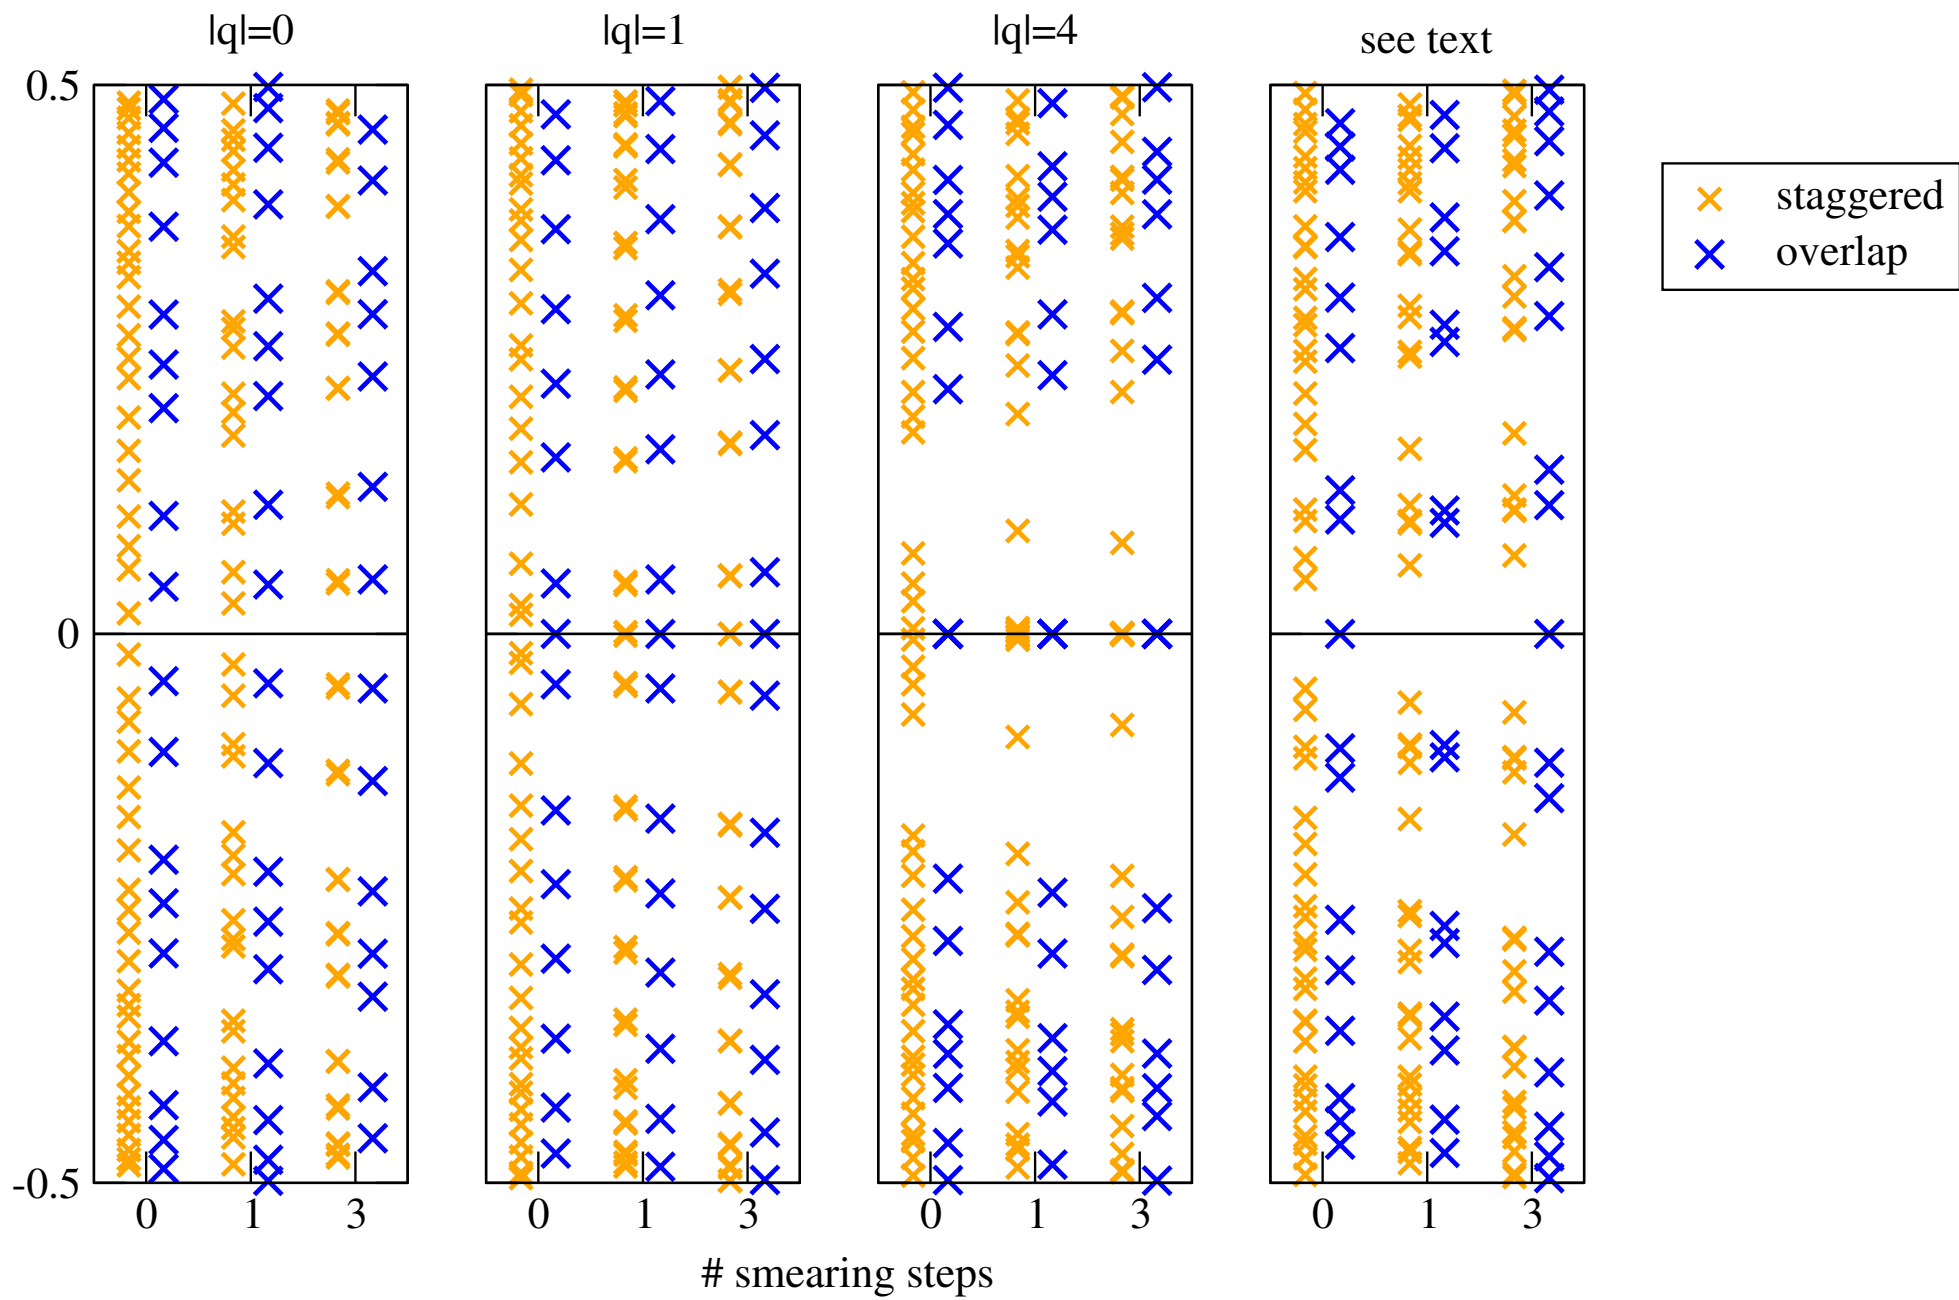 |q|=0 |q|=1 |q|=4 see text
0.5
0
-0.5
staggered
overlap
0 1 3 0 1 3 0 1 3 0 1 3
# smearing steps